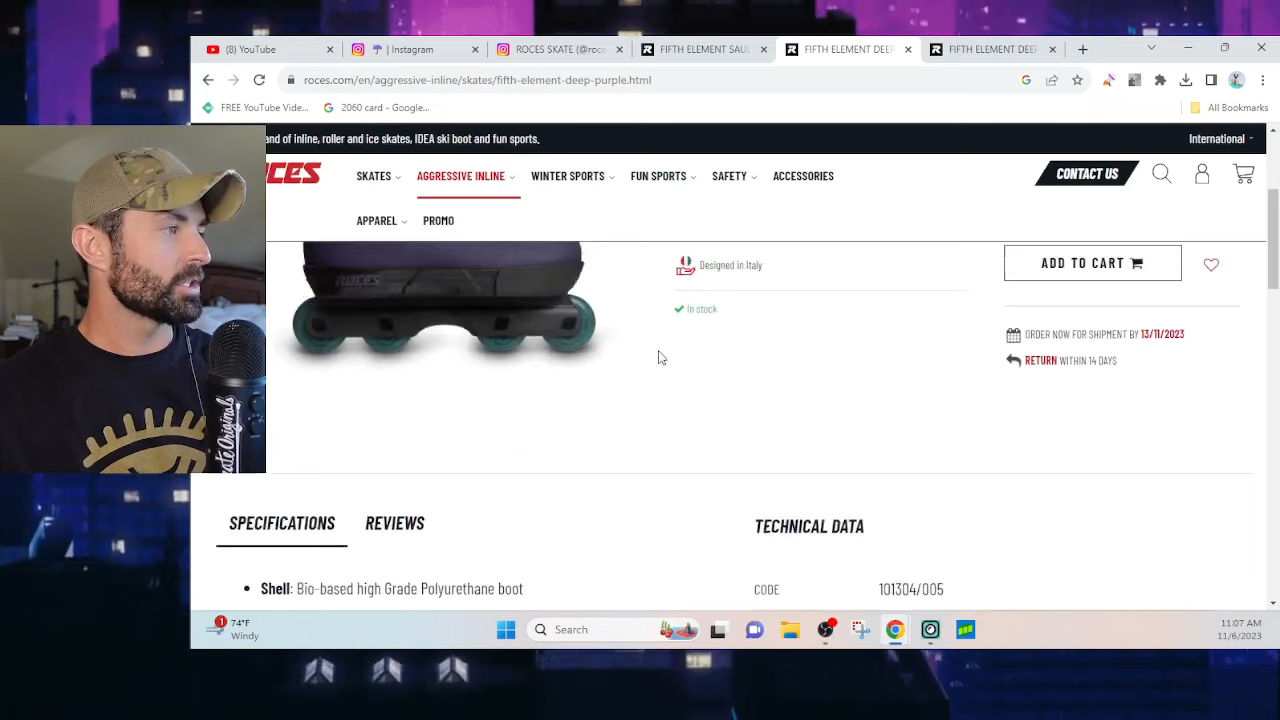 (8) YouTube
| Instagram
ROCES SKATE (@roce
FIFTH ELEMENT SAU
FIFTH ELEMENT DEE
FIFTH ELEMENT DEE
roces.com/en/aggressive-inline/skates/fifth-element-deep-purple.html
FREE YouTube Vide...
2060 card - Google...
All Bookmarks
and of inline, roller and ice skates, IDEA ski boot and fun sports.
International
CES
SKATES
AGGRESSIVE INLINE
WINTER SPORTS
FUN SPORTS
SAFETY
ACCESSORIES
CONTACT US
APPAREL
PROMO
ROCES
Designed in Italy
ADD TO CART
In stock
ORDER NOW FOR SHIPMENT BY 13/11/2023
RETURN WITHIN 14 DAYS
ate Originals
SPECIFICATIONS
REVIEWS
TECHNICAL DATA
Shell: Bio-based high Grade Polyurethane boot
CODE
101304/005
1
74°F
Windy
Search
11:07 AM
11/6/2023